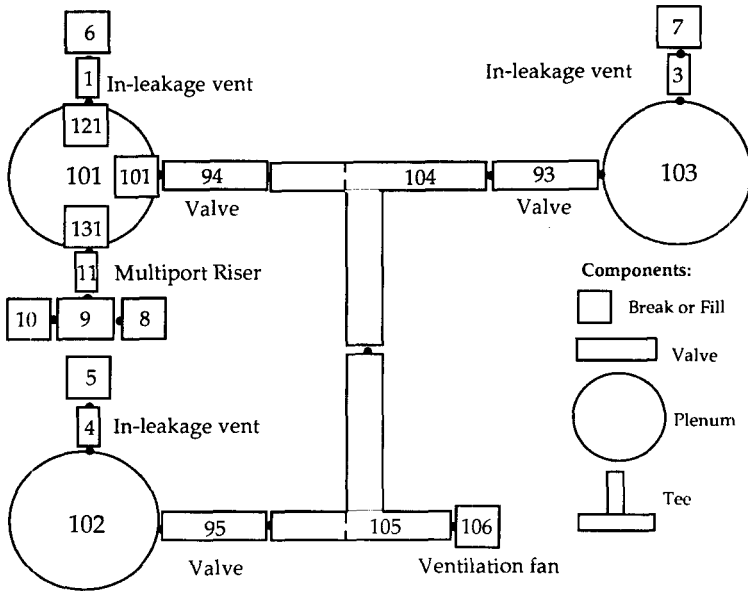 6
7
1
In-leakage vent
In-leakage vent
3
121
101
101
94
104
93
103
Valve
Valve
131
11
Multiport Riser
Components:
10
9
8
Break or Fill
5
Valve
4
In-leakage vent
Plenum
102
95
105
106
Tee
Valve
Ventilation fan